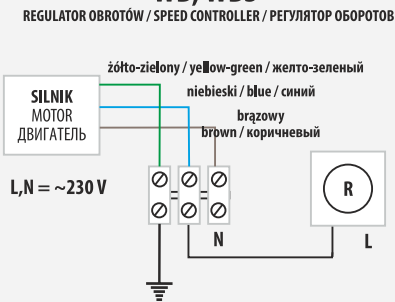 REGULATOR OBROTÓW / SPEED CONTROLLER / РЕГУЛЯТОР ОБОРОТОВ
żółto-zielony / yellow-green / желто-зеленый
niebieski / blue / синий
brązowy
brown / коричневый
SILNIK
MOTOR
ДВИГАТЕЛЬ
L,N = ~230 V
R
N
L